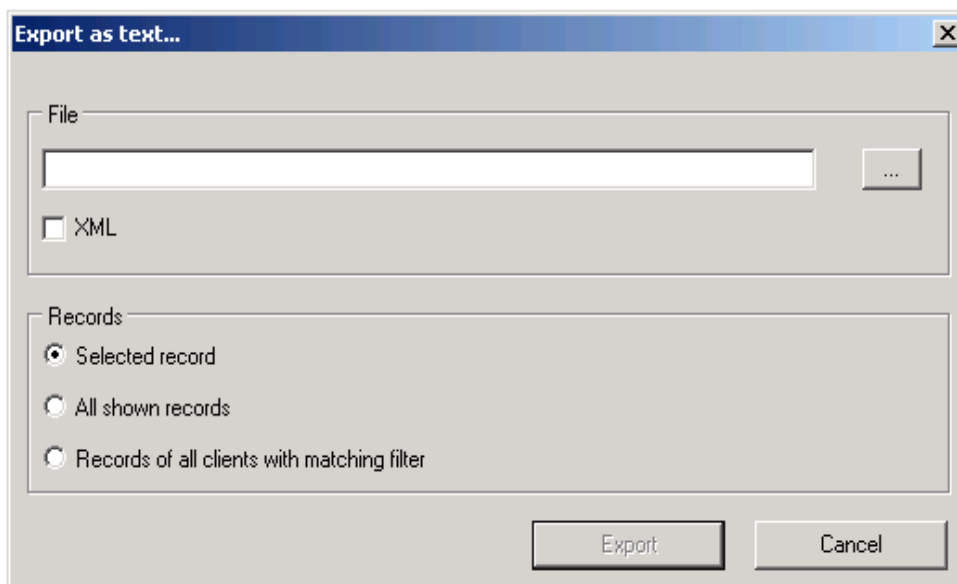 Export as text...
File
...
XML
Records
Selected record
All shown records
Records of all clients with matching filter
Export Cancel